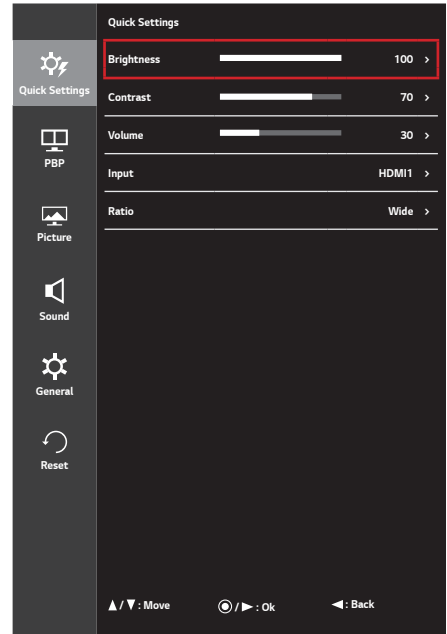 Quick Settings
Brightness 100 >
Quick Settings
Contrast 70 >
Volume 30 >
PBP
Input HDMI1 >
Ratio Wide >
Picture
Sound
General
Reset
▲/▼: Move ◉/►: Ok ◄: Back